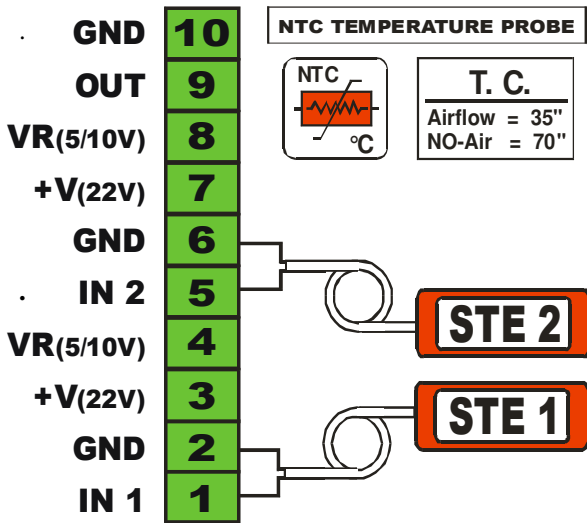 NTC TEMPERATURE PROBE
GND 10
OUT 9
VR(5/10V) 8
+V(22V) 7
GND 6
IN 2 5
VR(5/10V) 4
+V(22V) 3
GND 2
IN 1 1
NTC
°C
T. C.
Airflow = 35"
NO-Air = 70"
STE 2
STE 1